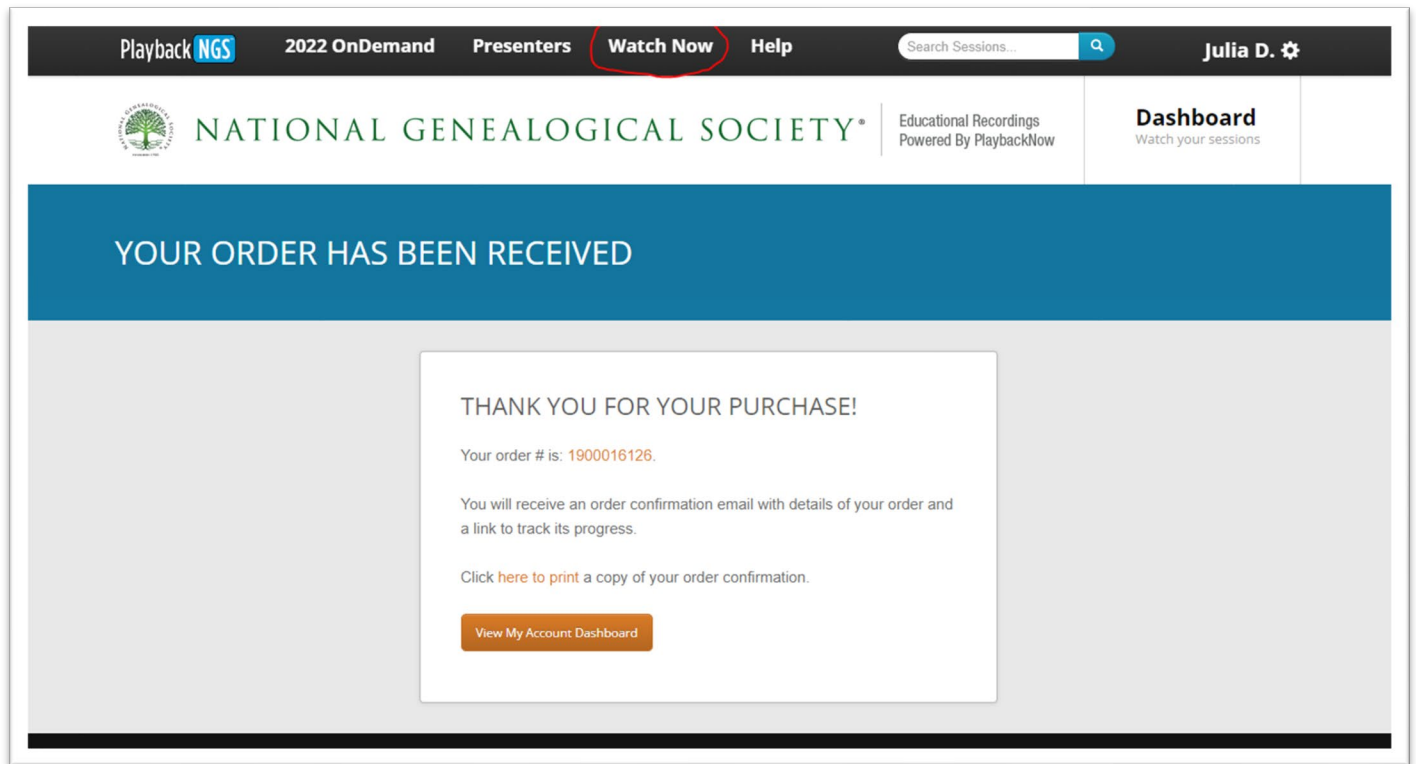 Playback NGS 2022 OnDemand Presenters Watch Now Help Search Sessions... Julia D.
NATIONAL GENEALOGICAL SOCIETY®
Educational Recordings
Powered By PlaybackNow
Dashboard
Watch your sessions
YOUR ORDER HAS BEEN RECEIVED
THANK YOU FOR YOUR PURCHASE!
Your order # is: 1900016126.
You will receive an order confirmation email with details of your order and
a link to track its progress.
Click here to print a copy of your order confirmation.
View My Account Dashboard